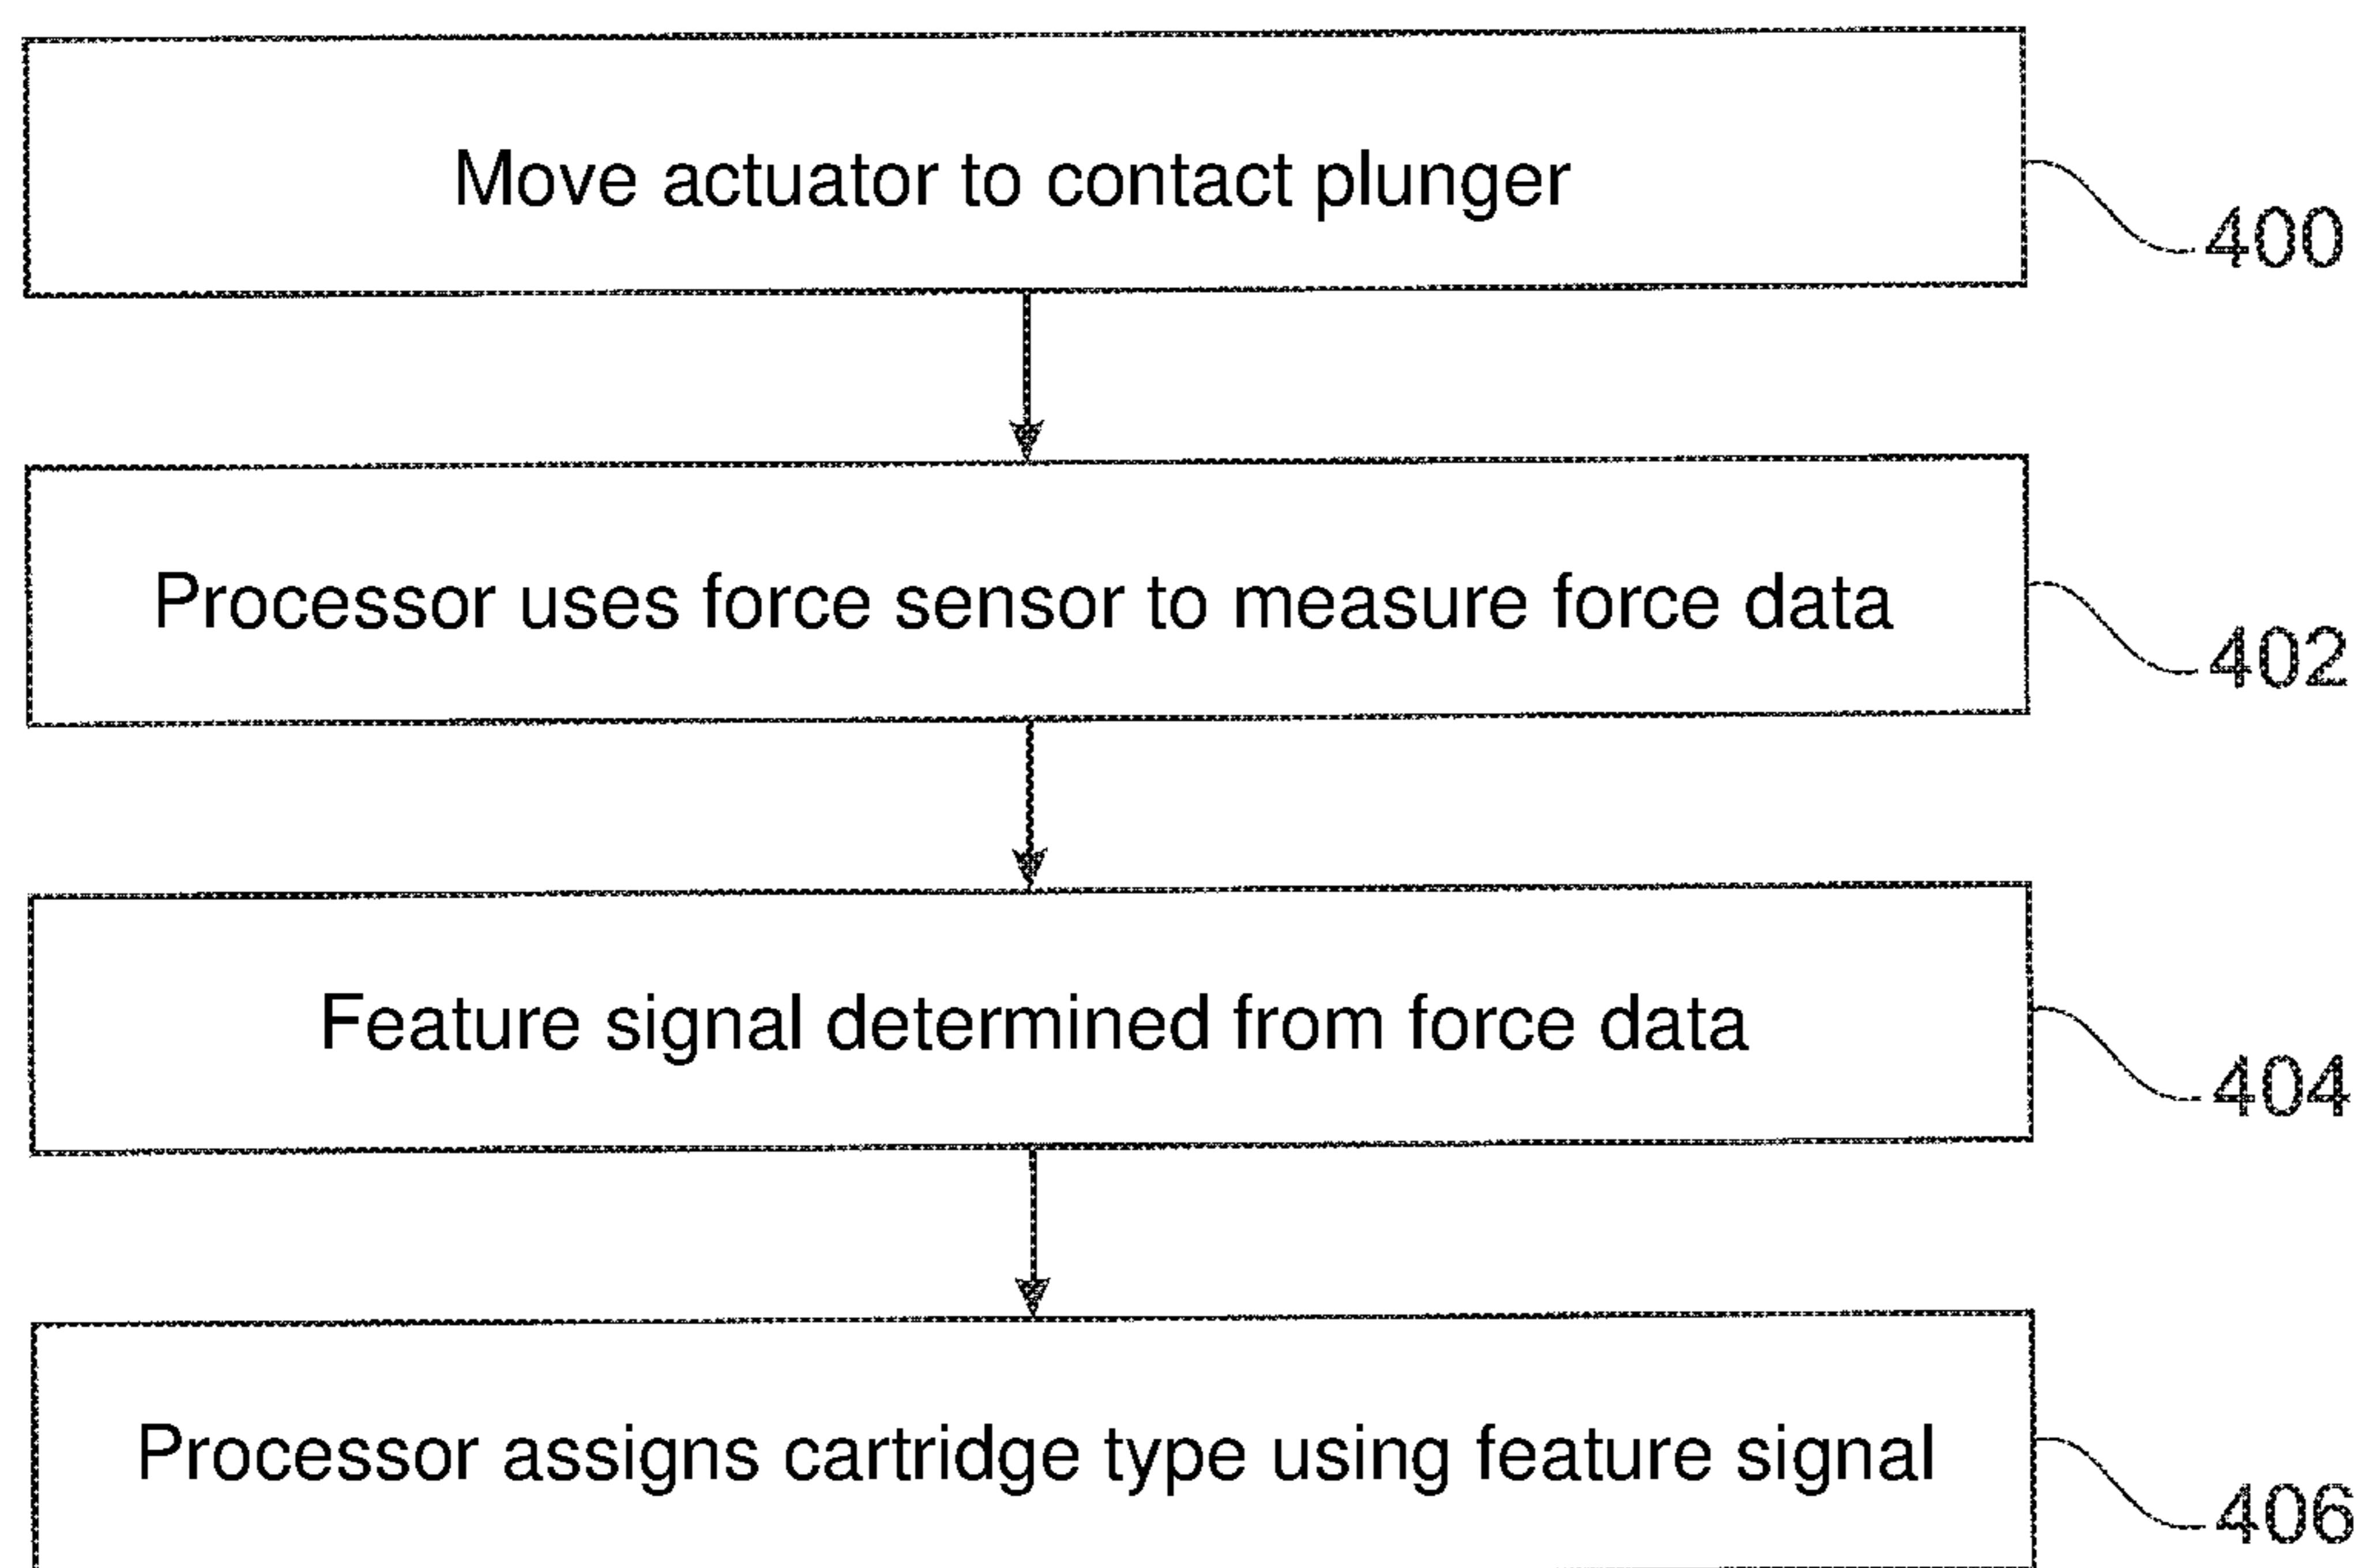 Move actuator to contact plunger
400
Processor uses force sensor to measure force data
402
Feature signal determined from force data
404
Processor assigns cartridge type using feature signal
406